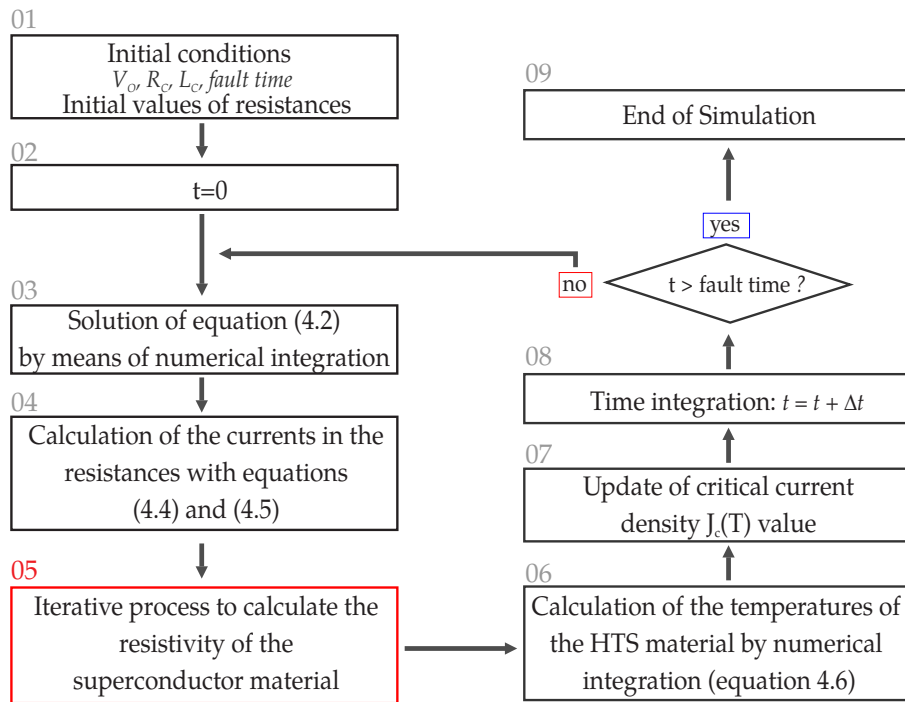 01
Initial conditions
V_o, R_c, L_c, fault time
Initial values of resistances
02
t=0
03
Solution of equation (4.2)
by means of numerical integration
04
Calculation of the currents in the
resistances with equations
(4.4) and (4.5)
05
Iterative process to calculate the
resistivity of the
superconductor material
06
Calculation of the temperatures of
the HTS material by numerical
integration (equation 4.6)
07
Update of critical current
density J_c(T) value
08
Time integration: t = t + Δt
t > fault time ?
no
yes
09
End of Simulation